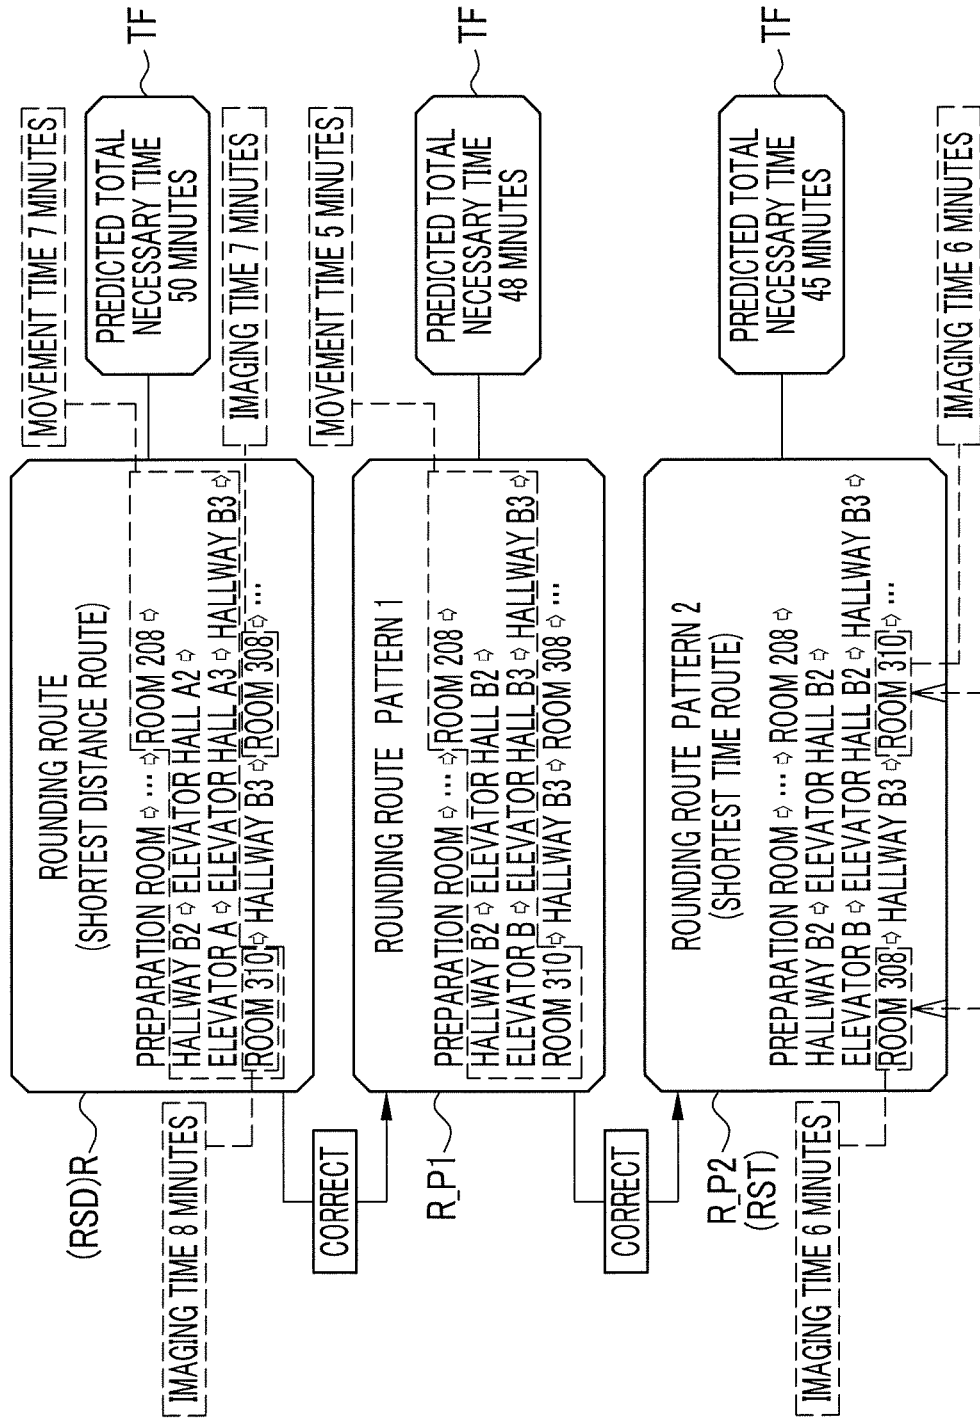 ROUNDING ROUTE
(SHORTEST DISTANCE ROUTE)
PREPARATION ROOM ⇨ ... ⇨ ROOM 208 ⇨
HALLWAY B2 ⇨ ELEVATOR HALL A2 ⇨
ELEVATOR A ⇨ ELEVATOR HALL A3 ⇨ HALLWAY B3 ⇨
ROOM 310 ⇨ HALLWAY B3 ⇨ ROOM 308 ⇨ ...
(RSD)R
IMAGING TIME 8 MINUTES
MOVEMENT TIME 7 MINUTES
PREDICTED TOTAL
NECESSARY TIME
50 MINUTES
TF
IMAGING TIME 7 MINUTES
CORRECT
ROUNDING ROUTE PATTERN 1
PREPARATION ROOM ⇨ ... ⇨ ROOM 208 ⇨
HALLWAY B2 ⇨ ELEVATOR HALL B2 ⇨
ELEVATOR B ⇨ ELEVATOR HALL B3 ⇨ HALLWAY B3 ⇨
ROOM 310 ⇨ HALLWAY B3 ⇨ ROOM 308 ⇨ ...
R_P1
MOVEMENT TIME 5 MINUTES
PREDICTED TOTAL
NECESSARY TIME
48 MINUTES
TF
CORRECT
ROUNDING ROUTE PATTERN 2
(SHORTEST TIME ROUTE)
PREPARATION ROOM ⇨ ... ⇨ ROOM 208 ⇨
HALLWAY B2 ⇨ ELEVATOR HALL B2 ⇨
ELEVATOR B ⇨ ELEVATOR HALL B2 ⇨ HALLWAY B3 ⇨
ROOM 308 ⇨ HALLWAY B3 ⇨ ROOM 310 ⇨ ...
R_P2
(RST)
IMAGING TIME 6 MINUTES
PREDICTED TOTAL
NECESSARY TIME
45 MINUTES
TF
IMAGING TIME 6 MINUTES